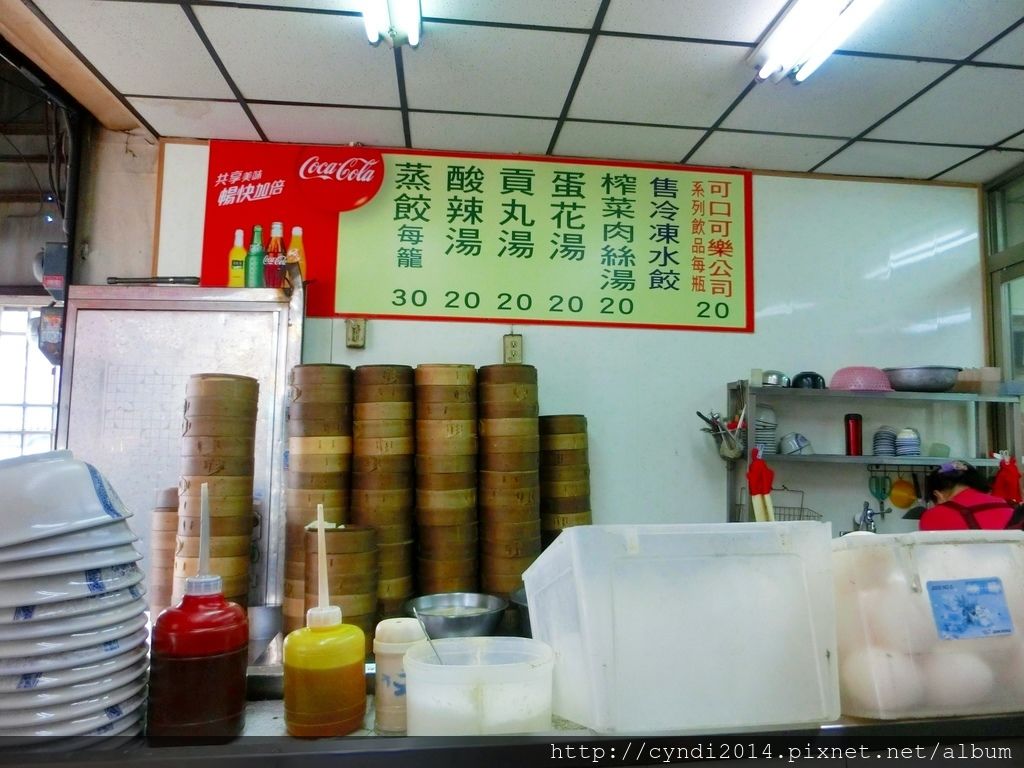 共享美味
暢快加倍
Coca-Cola
可口可樂公司
系列飲品每瓶
20
售冷凍水餃
榨菜肉絲湯
20
蛋花湯
20
貢丸湯
20
酸辣湯
20
蒸餃每籠
30
http://cyndi2014.pixnet.net/album